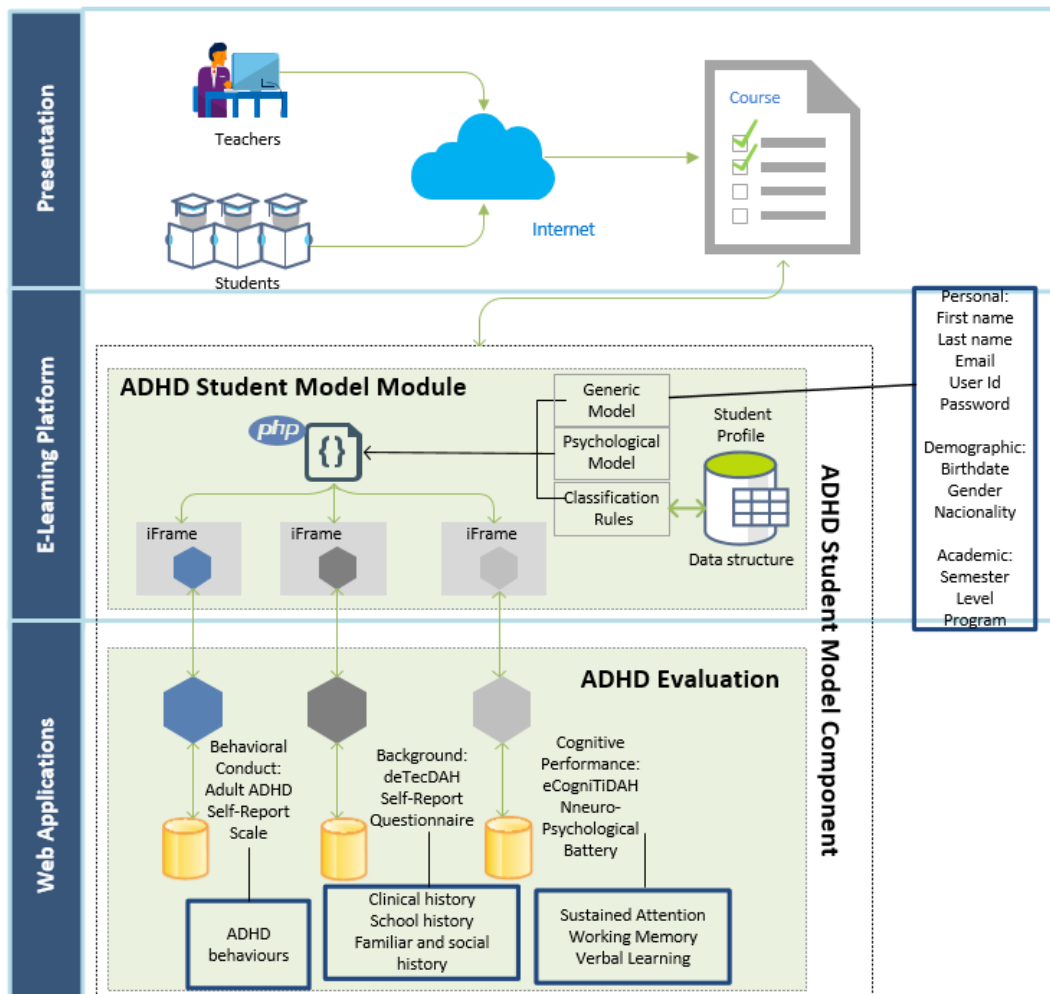 Presentation
Teachers
Students
Internet
Course
E-Learning Platform
ADHD Student Model Module
php
{}
iFrame
iFrame
iFrame
Generic
Model
Psychological
Model
Classification
Rules
Student
Profile
Data structure
Personal:
First name
Last name
Email
User Id
Password
Demographic:
Birthdate
Gender
Nacionality
Academic:
Semester
Level
Program
ADHD Student Model Component
Web Applications
ADHD Evaluation
Behavioral
Conduct:
Adult ADHD
Self-Report
Scale
Background:
deTecDAH
Self-Report
Questionnaire
Cognitive
Performance:
eCogniTiDAH
Nneuro-
Psychological
Battery
ADHD
behaviours
Clinical history
School history
Familiar and social
history
Sustained Attention
Working Memory
Verbal Learning